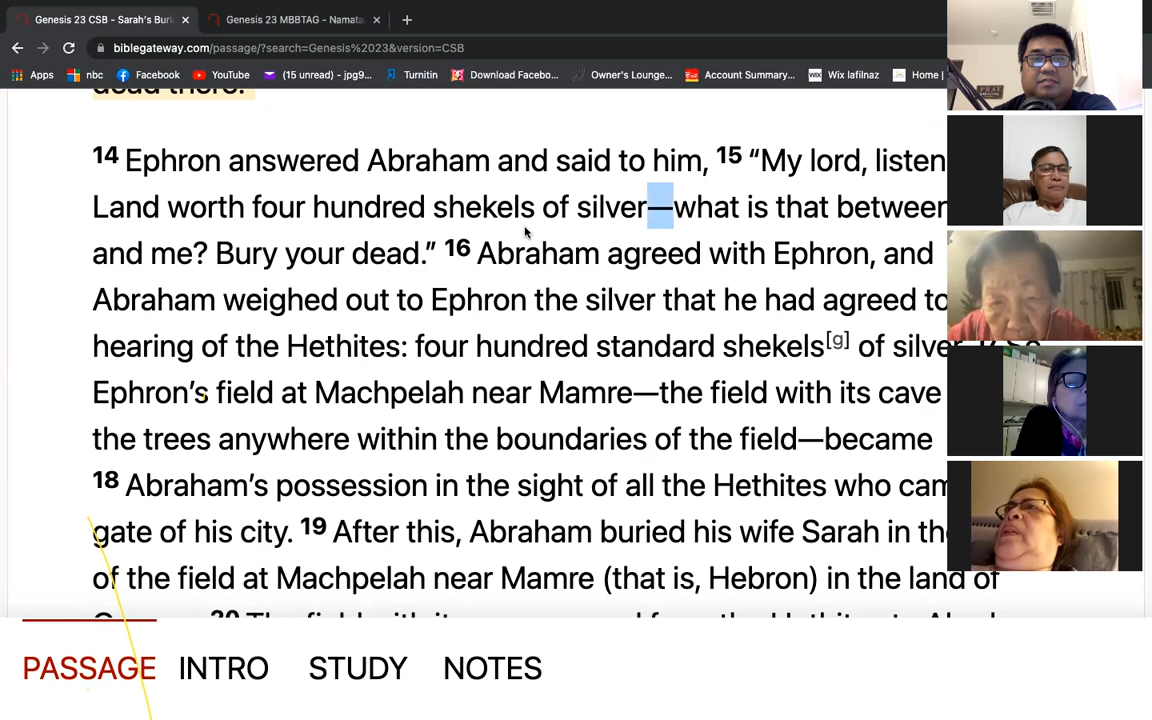 Genesis 23 CSB - Sarah's Buri
Genesis 23 MBBTAG - Namata
biblegateway.com/passage/?search=Genesis%2023&version=CSB
Apps nbc Facebook YouTube (15 unread) - jpg9... Turnitin Download Facebo... Owner's Lounge... Account Summary... Wix lafilnaz Home |
dead there.
14 Ephron answered Abraham and said to him, 15 “My lord, listen
Land worth four hundred shekels of silver—what is that between
and me? Bury your dead.” 16 Abraham agreed with Ephron, and
Abraham weighed out to Ephron the silver that he had agreed to
hearing of the Hethites: four hundred standard shekels[g] of silve
Ephron’s field at Machpelah near Mamre—the field with its cave
the trees anywhere within the boundaries of the field—became
18 Abraham’s possession in the sight of all the Hethites who cam
gate of his city. 19 After this, Abraham buried his wife Sarah in the
of the field at Machpelah near Mamre (that is, Hebron) in the land of
PASSAGE INTRO STUDY NOTES